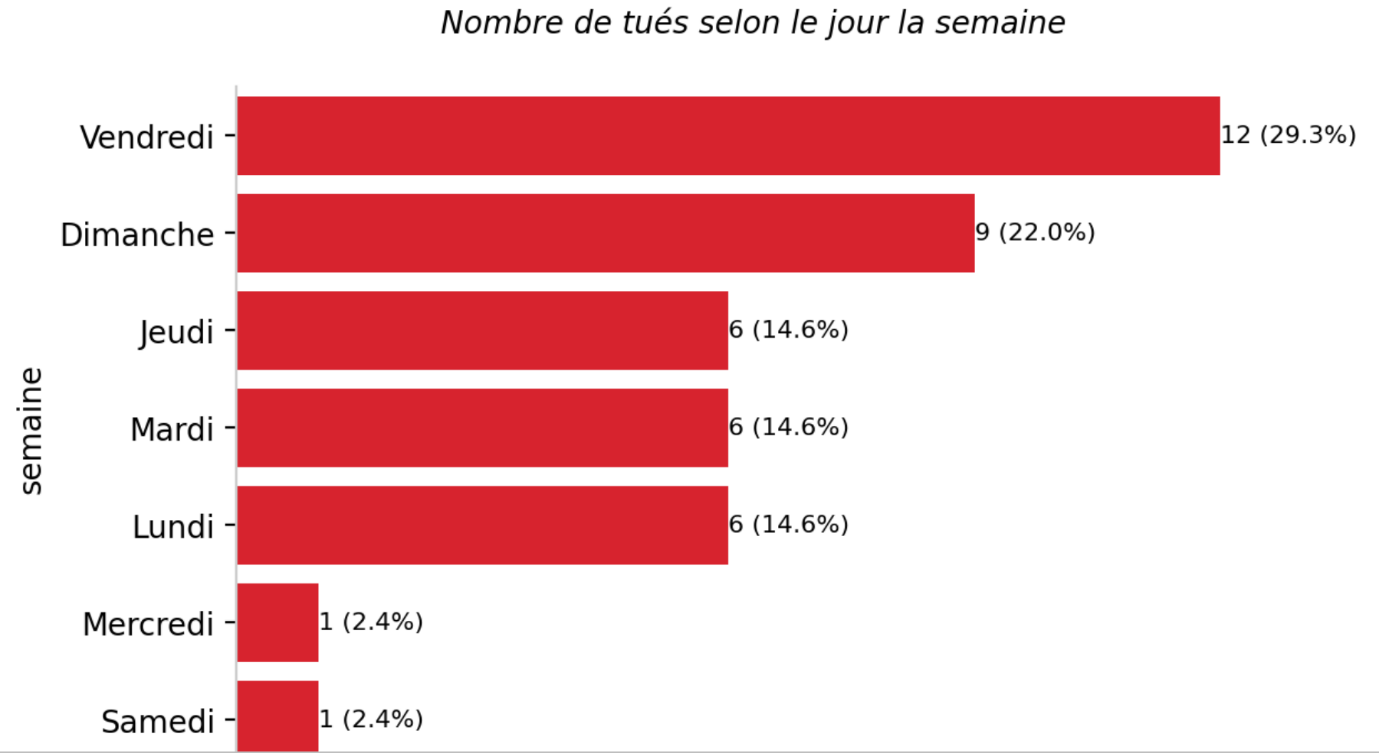 Nombre de tués selon le jour la semaine
Vendredi 12 (29.3%)
Dimanche 9 (22.0%)
Jeudi 6 (14.6%)
Mardi 6 (14.6%)
Lundi 6 (14.6%)
Mercredi 1 (2.4%)
Samedi 1 (2.4%)
semaine